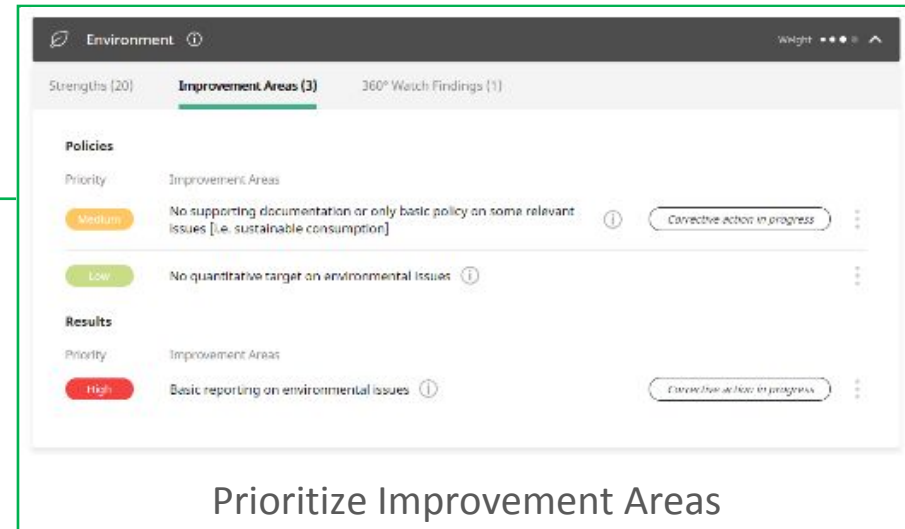 Environment
Weight
Strengths (20) Improvement Areas (3) 360° Watch Findings (1)
Policies
Priority Improvement Areas
Medium No supporting documentation or only basic policy on some relevant
issues [i.e. sustainable consumption]
Corrective action in progress
Low No quantitative target on environmental issues
Results
Priority Improvement Areas
High Basic reporting on environmental issues
Corrective action in progress
Prioritize Improvement Areas